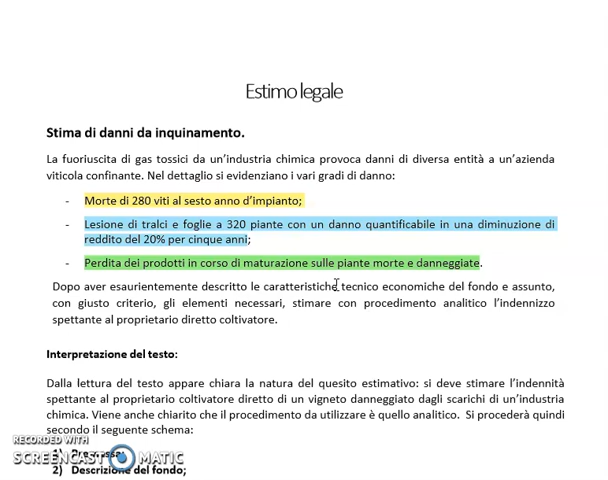 Estimo legale
Stima di danni da inquinamento.
La fuoriuscita di gas tossici da un'industria chimica provoca danni di diversa entità a un'azienda
viticola confinante. Nel dettaglio si evidenziano i vari gradi di danno:
- Morte di 280 viti al sesto anno d'impianto;
- Lesione di tralci e foglie a 320 piante con un danno quantificabile in una diminuzione di
reddito del 20% per cinque anni;
- Perdita dei prodotti in corso di maturazione sulle piante morte e danneggiate.
Dopo aver esaurientemente descritto le caratteristiche tecnico economiche del fondo e assunto,
con giusto criterio, gli elementi necessari, stimare con procedimento analitico l'indennizzo
spettante al proprietario diretto coltivatore.
Interpretazione del testo:
Dalla lettura del testo appare chiara la natura del quesito estimativo: si deve stimare l'indennità
spettante al proprietario coltivatore diretto di un vigneto danneggiato dagli scarichi di un'industria
chimica. Viene anche chiarito che il procedimento da utilizzare è quello analitico. Si procederà quindi
secondo il seguente schema:
RECORDED WITH
SCREENCAST MATIC
1)
2) Descrizione del fondo;